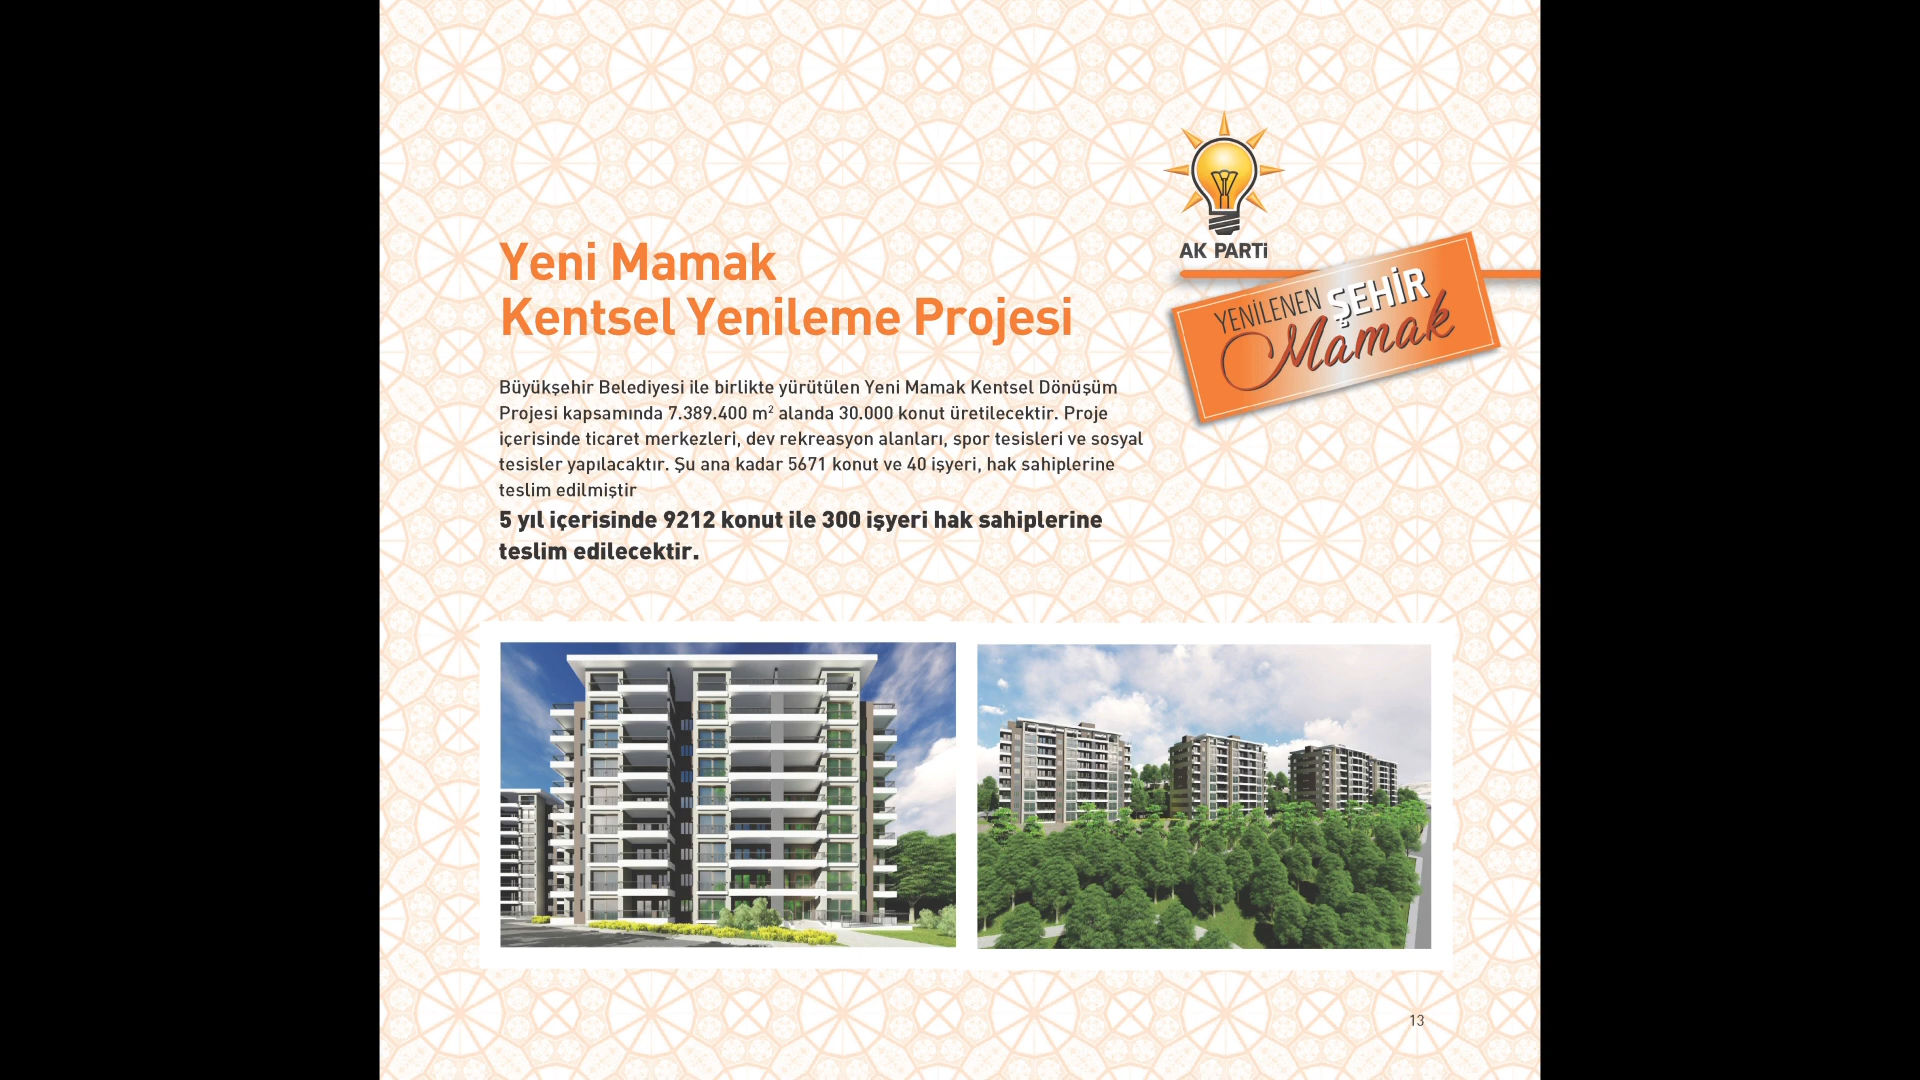 AK PARTİ
Yeni Mamak
Kentsel Yenileme Projesi
YENİLENEN ŞEHİR
Mamak
Büyükşehir Belediyesi ile birlikte yürütülen Yeni Mamak Kentsel Dönüşüm
Projesi kapsamında 7.389.400 m² alanda 30.000 konut üretilecektir. Proje
içerisinde ticaret merkezleri, dev rekreasyon alanları, spor tesisleri ve sosyal
tesisler yapılacaktır. Şu ana kadar 5671 konut ve 40 işyeri, hak sahiplerine
teslim edilmiştir
5 yıl içerisinde 9212 konut ile 300 işyeri hak sahiplerine
teslim edilecektir.
13